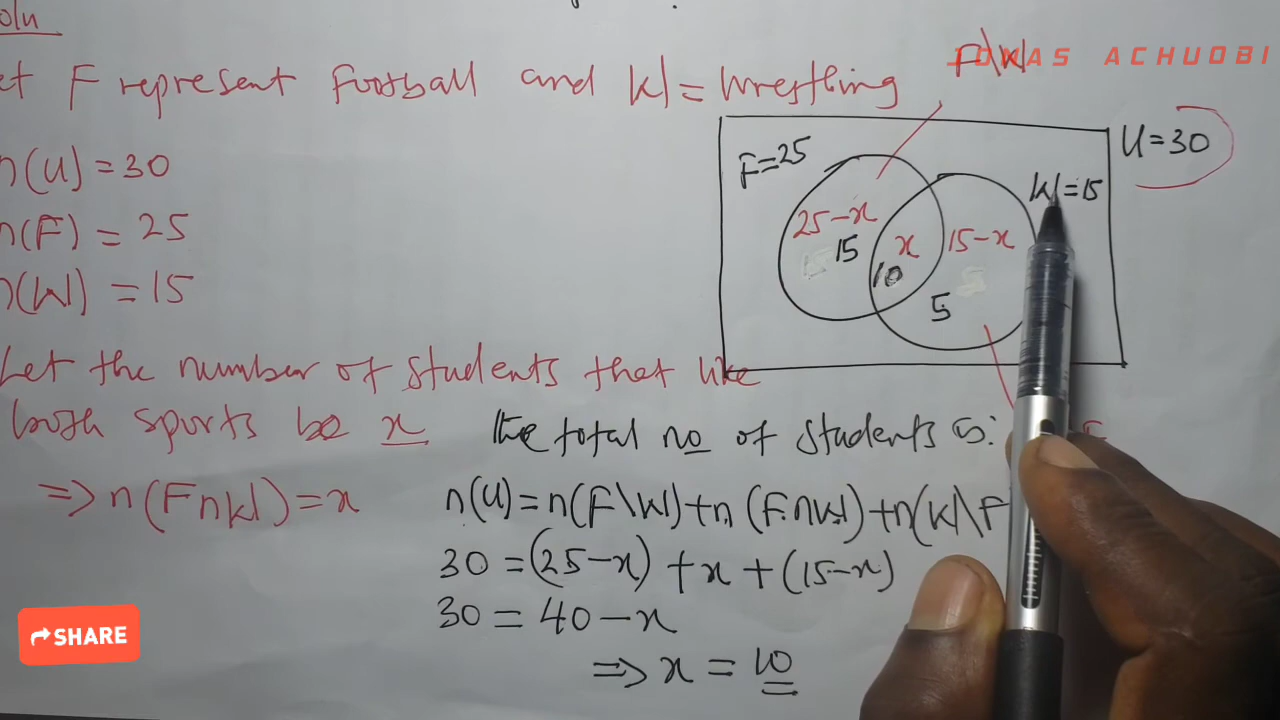 olu
et F represent Football and W = Wrestling
F\W
JOKAS ACHUOBI
n(U) = 30
n(F) = 25
n(W) = 15
F=25
U=30
W=15
25-x
x
15-x
15
10
5
Let the number of students that like
both sports be x
the total no of students is:
=> n(F∩W) = x
n(U) = n(F\W)+n(F∩W)+n(W\F
30 = (25-x) + x + (15-x)
30 = 40 - x
=> x = 10
SHARE